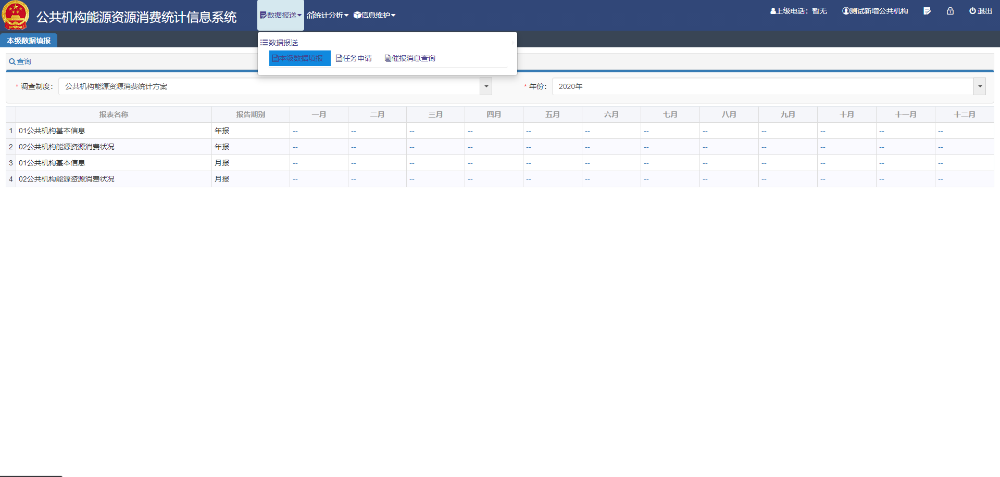 公共机构能源资源消费统计信息系统 数据报送 统计分析 信息维护 上级电话：暂无 测试新增公共机构 退出
本级数据填报
数据报送
本级数据填报 任务申请 催报消息查询
查询
* 调查制度： 公共机构能源资源消费统计方案 * 年份： 2020年
报表名称 报告期别 一月 二月 三月 四月 五月 六月 七月 八月 九月 十月 十一月 十二月
1 01公共机构基本信息 年报 -- -- -- -- -- -- -- -- -- -- -- --
2 02公共机构能源资源消费状况 年报 -- -- -- -- -- -- -- -- -- -- -- --
3 01公共机构基本信息 月报 -- -- -- -- -- -- -- -- -- -- -- --
4 02公共机构能源资源消费状况 月报 -- -- -- -- -- -- -- -- -- -- -- --